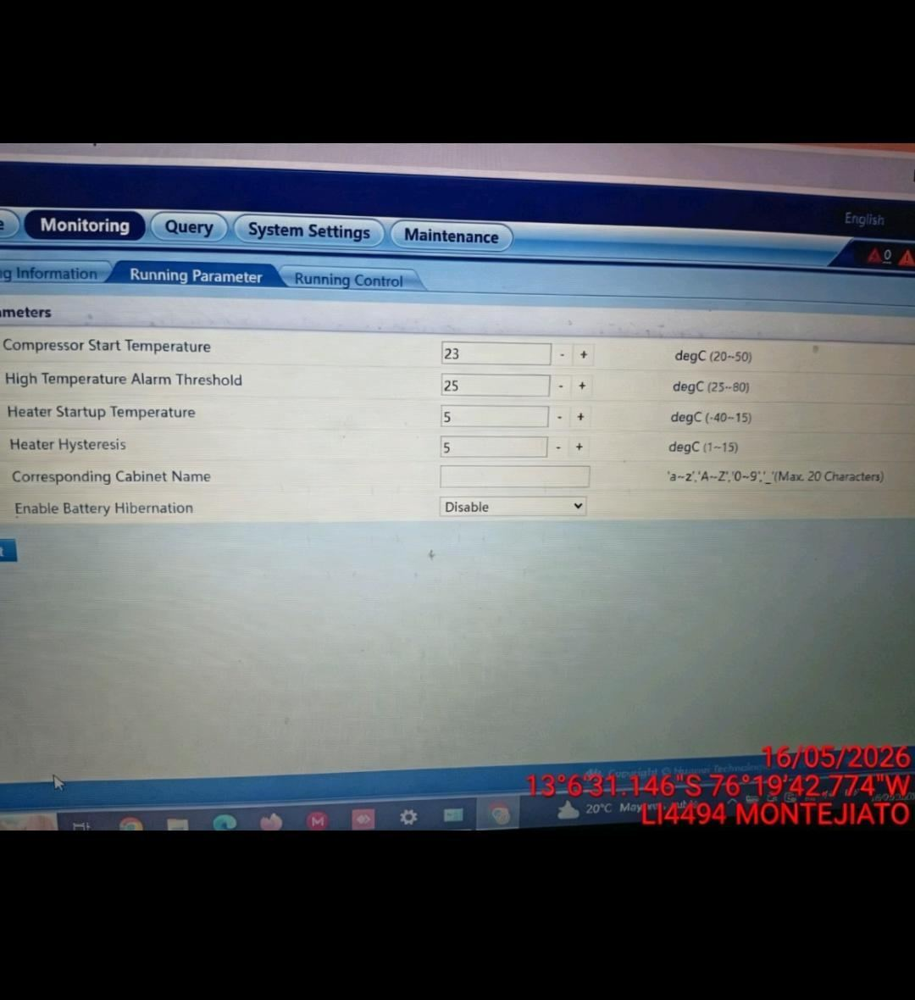 English
e Monitoring Query System Settings Maintenance
0
g Information Running Parameter Running Control
meters
Compressor Start Temperature 23 - + degC (20~50)
High Temperature Alarm Threshold 25 - + degC (25~80)
Heater Startup Temperature 5 - + degC (-40~15)
Heater Hysteresis 5 - + degC (1~15)
Corresponding Cabinet Name 'a~z','A~Z','0~9','_'(Max. 20 Characters)
Enable Battery Hibernation Disable
t
Copyright ©
16/05/2026
13°6'31.146"S 76°19'42.774"W
20°C
LI4494 MONTEJIATO